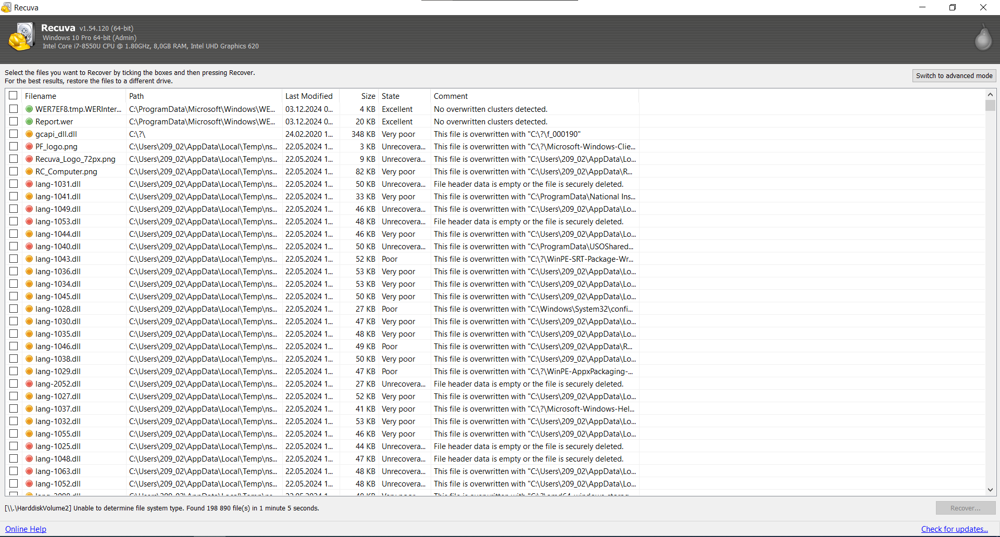 Recuva
Recuva v1.54.120 (64-bit)
Windows 10 Pro 64-bit (Admin)
Intel Core i7-8550U CPU @ 1.80GHz, 8,0GB RAM, Intel UHD Graphics 620
Select the files you want to Recover by ticking the boxes and then pressing Recover.
For the best results, restore the files to a different drive.
Switch to advanced mode
Filename Path Last Modified Size State Comment
WER7EF8.tmp.WERInter... C:\ProgramData\Microsoft\Windows\WE... 03.12.2024 0... 4 KB Excellent No overwritten clusters detected.
Report.wer C:\ProgramData\Microsoft\Windows\WE... 03.12.2024 0... 20 KB Excellent No overwritten clusters detected.
gcapi_dll.dll C:\?\ 24.02.2020 1... 348 KB Very poor This file is overwritten with "C:\?\f_000190"
PF_logo.png C:\Users\209_02\AppData\Local\Temp\ns... 22.05.2024 1... 3 KB Unrecovera... This file is overwritten with "C:\?\Microsoft-Windows-Clie...
Recuva_Logo_72px.png C:\Users\209_02\AppData\Local\Temp\ns... 22.05.2024 1... 9 KB Unrecovera... This file is overwritten with "C:\Users\209_02\AppData\Lo...
RC_Computer.png C:\Users\209_02\AppData\Local\Temp\ns... 22.05.2024 1... 82 KB Very poor This file is overwritten with "C:\Users\209_02\AppData\R...
lang-1031.dll C:\Users\209_02\AppData\Local\Temp\ns... 22.05.2024 1... 50 KB Unrecovera... File header data is empty or the file is securely deleted.
lang-1041.dll C:\Users\209_02\AppData\Local\Temp\ns... 22.05.2024 1... 33 KB Very poor This file is overwritten with "C:\ProgramData\National Ins...
lang-1049.dll C:\Users\209_02\AppData\Local\Temp\ns... 22.05.2024 1... 46 KB Unrecovera... This file is overwritten with "C:\Users\209_02\AppData\Lo...
lang-1053.dll C:\Users\209_02\AppData\Local\Temp\ns... 22.05.2024 1... 48 KB Unrecovera... File header data is empty or the file is securely deleted.
lang-1044.dll C:\Users\209_02\AppData\Local\Temp\ns... 22.05.2024 1... 46 KB Very poor This file is overwritten with "C:\Users\209_02\AppData\Lo...
lang-1040.dll C:\Users\209_02\AppData\Local\Temp\ns... 22.05.2024 1... 50 KB Unrecovera... This file is overwritten with "C:\ProgramData\USOShared...
lang-1043.dll C:\Users\209_02\AppData\Local\Temp\ns... 22.05.2024 1... 52 KB Poor This file is overwritten with "C:\?\WinPE-SRT-Package-Wr...
lang-1036.dll C:\Users\209_02\AppData\Local\Temp\ns... 22.05.2024 1... 53 KB Very poor This file is overwritten with "C:\Users\209_02\AppData\Lo...
lang-1034.dll C:\Users\209_02\AppData\Local\Temp\ns... 22.05.2024 1... 53 KB Very poor This file is overwritten with "C:\Users\209_02\AppData\Lo...
lang-1045.dll C:\Users\209_02\AppData\Local\Temp\ns... 22.05.2024 1... 50 KB Very poor This file is overwritten with "C:\Users\209_02\AppData\Lo...
lang-1028.dll C:\Users\209_02\AppData\Local\Temp\ns... 22.05.2024 1... 27 KB Poor This file is overwritten with "C:\Windows\System32\confi...
lang-1030.dll C:\Users\209_02\AppData\Local\Temp\ns... 22.05.2024 1... 47 KB Very poor This file is overwritten with "C:\Users\209_02\AppData\Lo...
lang-1035.dll C:\Users\209_02\AppData\Local\Temp\ns... 22.05.2024 1... 48 KB Very poor This file is overwritten with "C:\Users\209_02\AppData\Lo...
lang-1046.dll C:\Users\209_02\AppData\Local\Temp\ns... 22.05.2024 1... 49 KB Poor This file is overwritten with "C:\Users\209_02\AppData\R...
lang-1038.dll C:\Users\209_02\AppData\Local\Temp\ns... 22.05.2024 1... 50 KB Very poor This file is overwritten with "C:\Users\209_02\AppData\Lo...
lang-1029.dll C:\Users\209_02\AppData\Local\Temp\ns... 22.05.2024 1... 47 KB Poor This file is overwritten with "C:\?\WinPE-AppxPackaging-...
lang-2052.dll C:\Users\209_02\AppData\Local\Temp\ns... 22.05.2024 1... 27 KB Unrecovera... File header data is empty or the file is securely deleted.
lang-1027.dll C:\Users\209_02\AppData\Local\Temp\ns... 22.05.2024 1... 52 KB Very poor This file is overwritten with "C:\Users\209_02\AppData\Lo...
lang-1037.dll C:\Users\209_02\AppData\Local\Temp\ns... 22.05.2024 1... 41 KB Very poor This file is overwritten with "C:\?\Microsoft-Windows-Hel...
lang-1032.dll C:\Users\209_02\AppData\Local\Temp\ns... 22.05.2024 1... 53 KB Very poor This file is overwritten with "C:\Users\209_02\AppData\Lo...
lang-1055.dll C:\Users\209_02\AppData\Local\Temp\ns... 22.05.2024 1... 46 KB Very poor This file is overwritten with "C:\Users\209_02\AppData\Lo...
lang-1025.dll C:\Users\209_02\AppData\Local\Temp\ns... 22.05.2024 1... 44 KB Unrecovera... File header data is empty or the file is securely deleted.
lang-1048.dll C:\Users\209_02\AppData\Local\Temp\ns... 22.05.2024 1... 47 KB Unrecovera... File header data is empty or the file is securely deleted.
lang-1063.dll C:\Users\209_02\AppData\Local\Temp\ns... 22.05.2024 1... 48 KB Unrecovera... This file is overwritten with "C:\Users\209_02\AppData\Lo...
lang-1052.dll C:\Users\209_02\AppData\Local\Temp\ns... 22.05.2024 1... 48 KB Unrecovera... This file is overwritten with "C:\Users\209_02\AppData\Lo...
[\\.\HarddiskVolume2] Unable to determine file system type. Found 198 890 file(s) in 1 minute 5 seconds.
Recover...
Online Help
Check for updates...